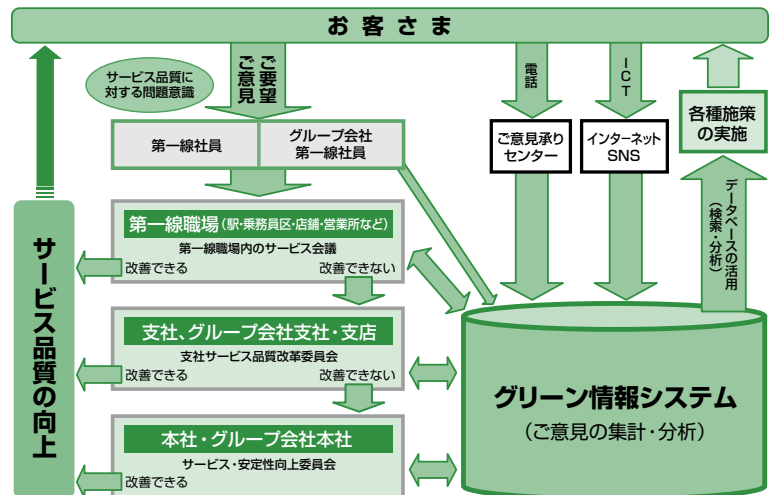 お客さま
サービス品質に
対する問題意識
ご要望
ご意見
電話
ICT
各種施策
の実施
第一線社員
グループ会社
第一線社員
ご意見承り
センター
インターネット
SNS
データベースの活用
（検索・分析）
第一線職場（駅・乗務員区・店舗・営業所など）
第一線職場内のサービス会議
改善できる
改善できない
支社、グループ会社支社・支店
支社サービス品質改革委員会
改善できる
改善できない
本社・グループ会社本社
サービス・安定性向上委員会
改善できる
サービス品質の向上
グリーン情報システム
（ご意見の集計・分析）